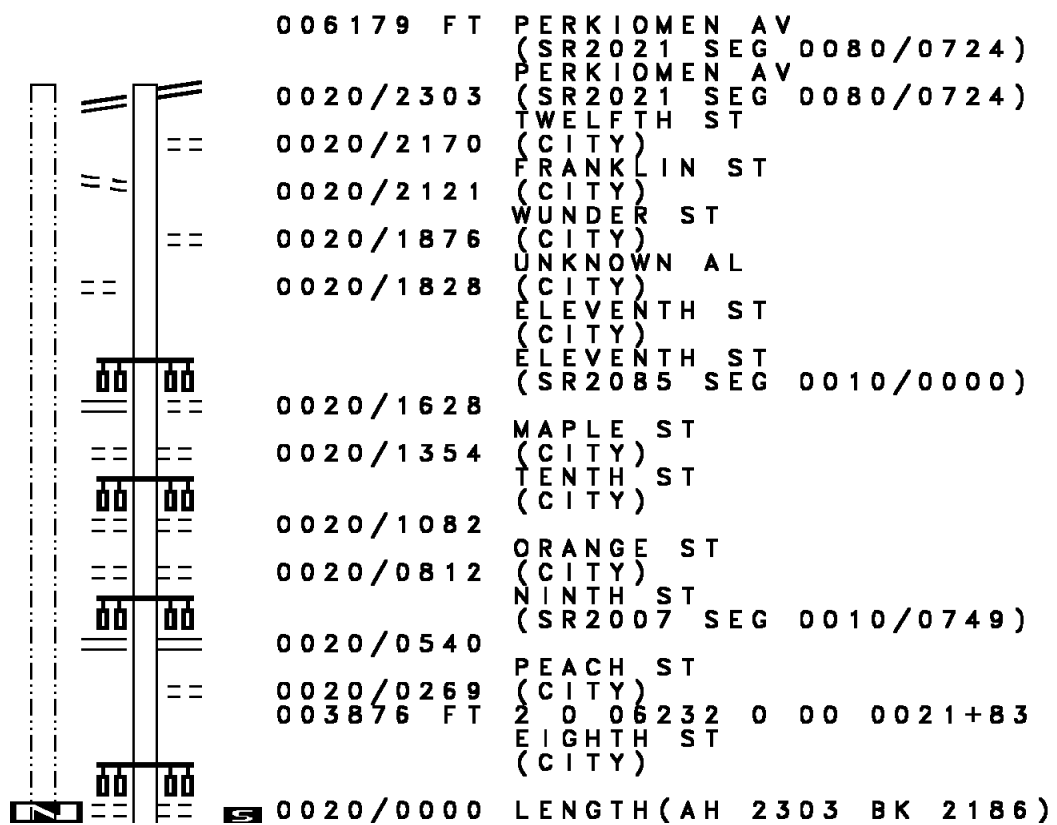 006179 FT PERKIOMEN AV
(SR2021 SEG 0080/0724)
PERKIOMEN AV
0020/2303 (SR2021 SEG 0080/0724)
TWELFTH ST
0020/2170 (CITY)
FRANKLIN ST
0020/2121 (CITY)
WUNDER ST
0020/1876 (CITY)
UNKNOWN AL
0020/1828 (CITY)
ELEVENTH ST
(CITY)
ELEVENTH ST
(SR2085 SEG 0010/0000)
0020/1628
MAPLE ST
0020/1354 (CITY)
TENTH ST
(CITY)
0020/1082
ORANGE ST
0020/0812 (CITY)
NINTH ST
(SR2007 SEG 0010/0749)
0020/0540
PEACH ST
0020/0269 (CITY)
003876 FT 2 0 06232 0 00 0021+83
EIGHTH ST
(CITY)
N S 0020/0000 LENGTH(AH 2303 BK 2186)